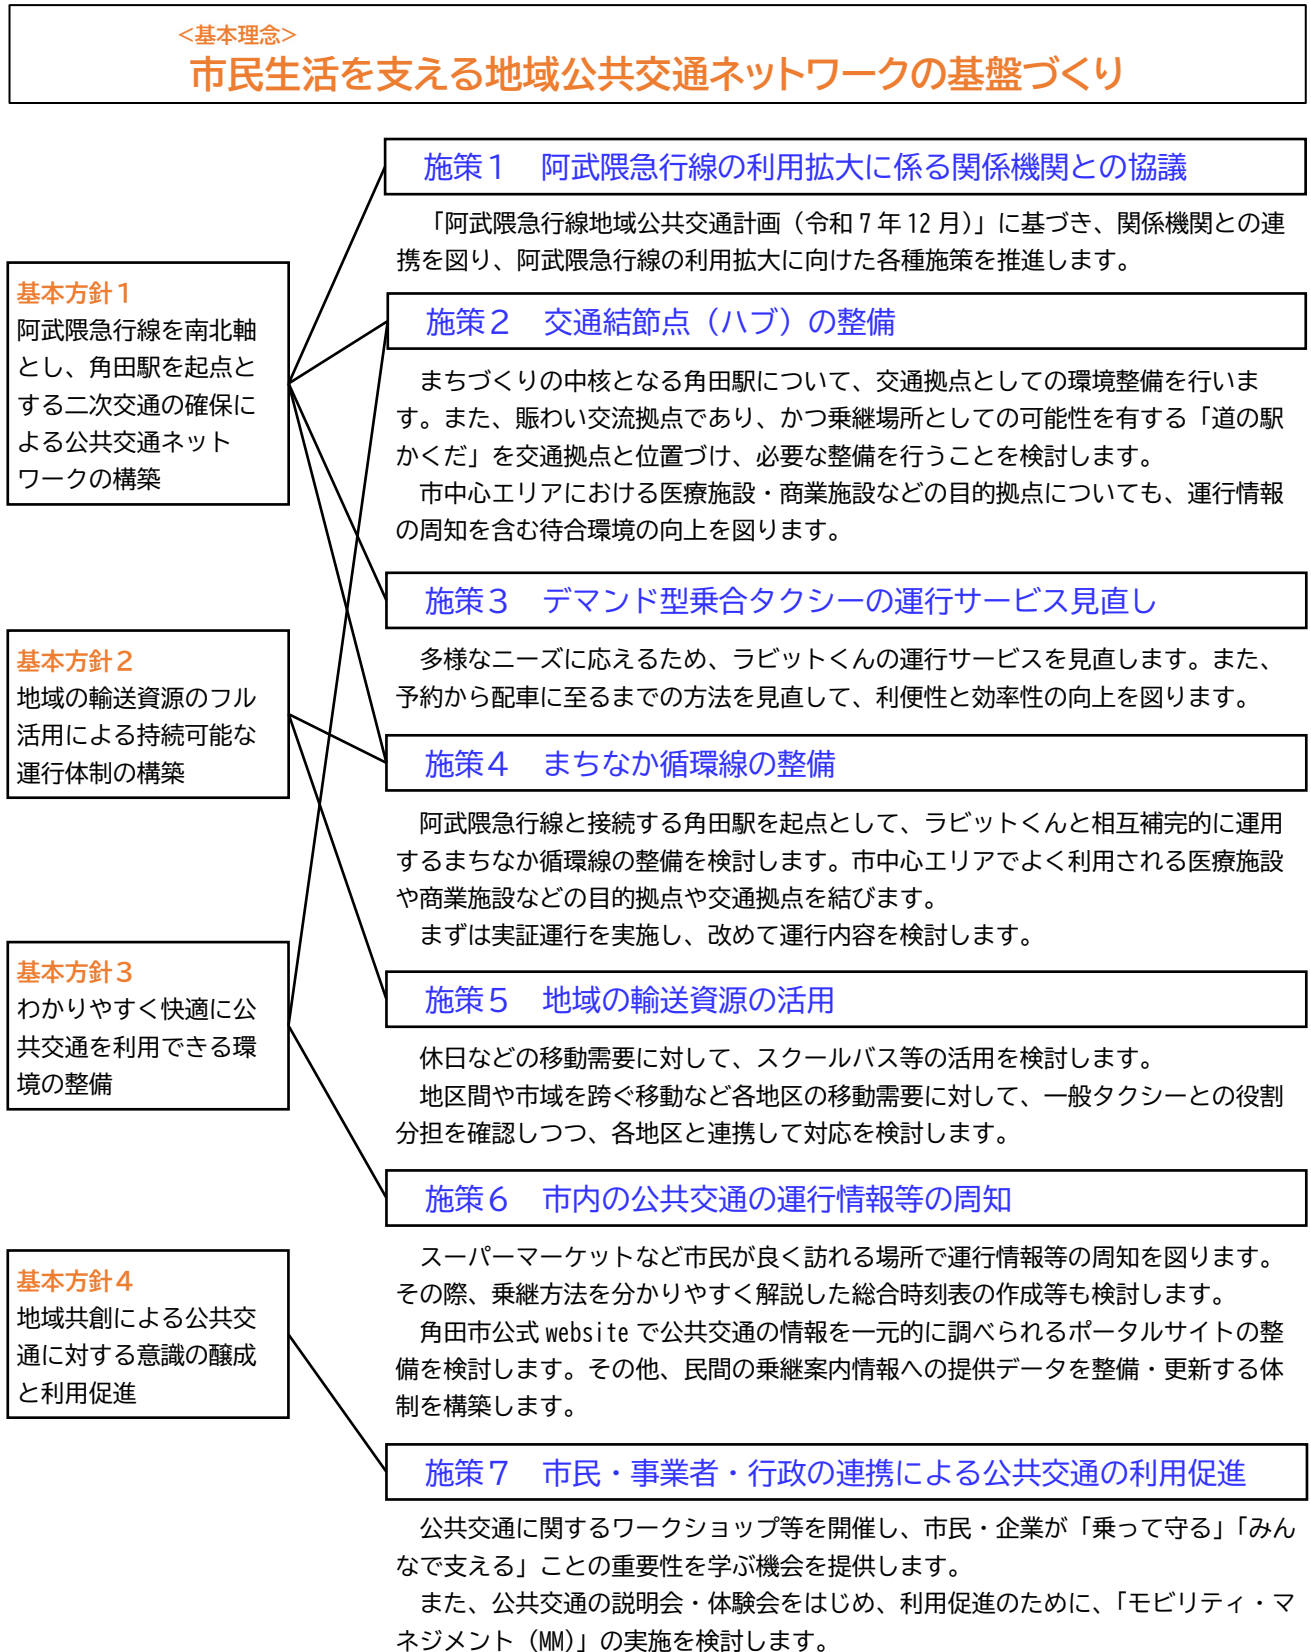 <基本理念>
市民生活を支える地域公共交通ネットワークの基盤づくり
基本方針１
阿武隈急行線を南北軸
とし、角田駅を起点と
する二次交通の確保に
よる公共交通ネット
ワークの構築
基本方針２
地域の輸送資源のフル
活用による持続可能な
運行体制の構築
基本方針３
わかりやすく快適に公
共交通を利用できる環
境の整備
基本方針４
地域共創による公共交
通に対する意識の醸成
と利用促進
施策１　阿武隈急行線の利用拡大に係る関係機関との協議
「阿武隈急行線地域公共交通計画（令和７年12月）」に基づき、関係機関との連
携を図り、阿武隈急行線の利用拡大に向けた各種施策を推進します。
施策２　交通結節点（ハブ）の整備
まちづくりの中核となる角田駅について、交通拠点としての環境整備を行いま
す。また、賑わい交流拠点であり、かつ乗継場所としての可能性を有する「道の駅
かくだ」を交通拠点と位置づけ、必要な整備を行うことを検討します。
市中心エリアにおける医療施設・商業施設などの目的拠点についても、運行情報
の周知を含む待合環境の向上を図ります。
施策３　デマンド型乗合タクシーの運行サービス見直し
多様なニーズに応えるため、ラビットくんの運行サービスを見直します。また、
予約から配車に至るまでの方法を見直して、利便性と効率性の向上を図ります。
施策４　まちなか循環線の整備
阿武隈急行線と接続する角田駅を起点として、ラビットくんと相互補完的に運用
するまちなか循環線の整備を検討します。市中心エリアでよく利用される医療施設
や商業施設などの目的拠点や交通拠点を結びます。
まずは実証運行を実施し、改めて運行内容を検討します。
施策５　地域の輸送資源の活用
休日などの移動需要に対して、スクールバス等の活用を検討します。
地区間や市域を跨ぐ移動など各地区の移動需要に対して、一般タクシーとの役割
分担を確認しつつ、各地区と連携して対応を検討します。
施策６　市内の公共交通の運行情報等の周知
スーパーマーケットなど市民が良く訪れる場所で運行情報等の周知を図ります。
その際、乗継方法を分かりやすく解説した総合時刻表の作成等も検討します。
角田市公式 website で公共交通の情報を一元的に調べられるポータルサイトの整
備を検討します。その他、民間の乗継案内情報への提供データを整備・更新する体
制を構築します。
施策７　市民・事業者・行政の連携による公共交通の利用促進
公共交通に関するワークショップ等を開催し、市民・企業が「乗って守る」「みん
なで支える」ことの重要性を学ぶ機会を提供します。
また、公共交通の説明会・体験会をはじめ、利用促進のために、「モビリティ・マ
ネジメント（MM）」の実施を検討します。